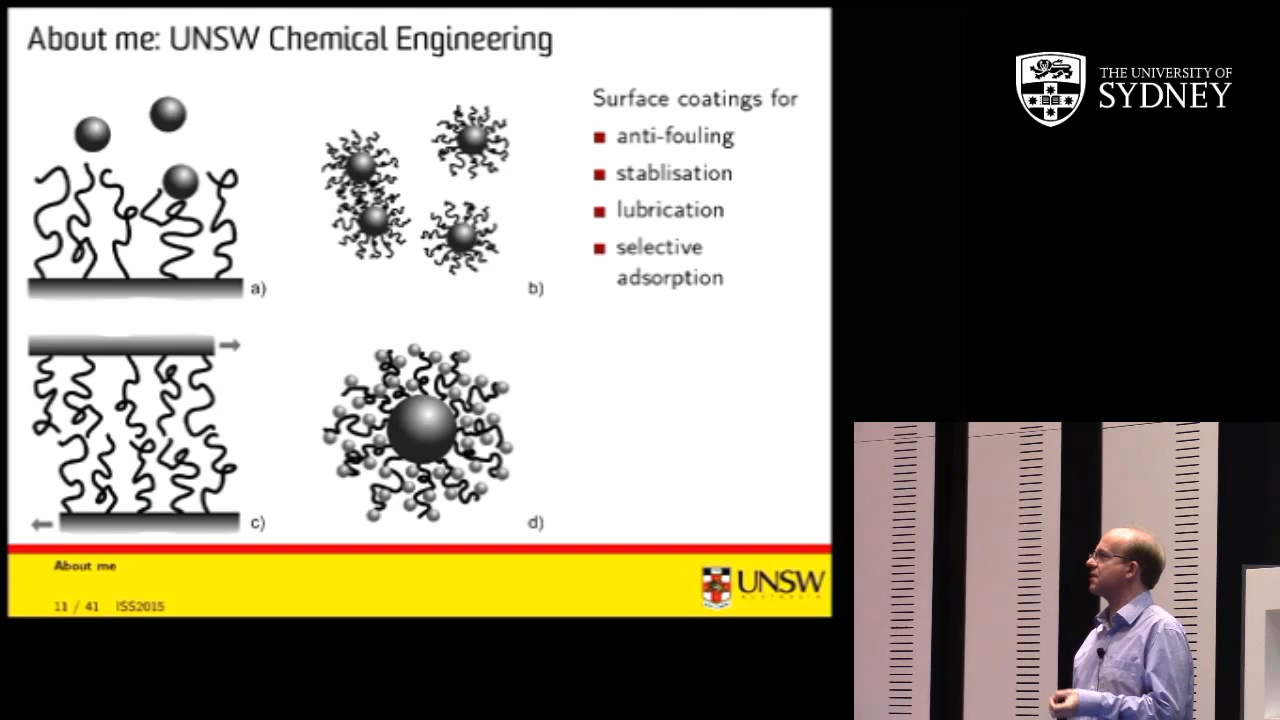 About me: UNSW Chemical Engineering
Surface coatings for
anti-fouling
stablisation
lubrication
selective
adsorption
a)
b)
c)
d)
About me
11 / 41 ISS2015
UNSW
AUSTRALIA
THE UNIVERSITY OF
SYDNEY